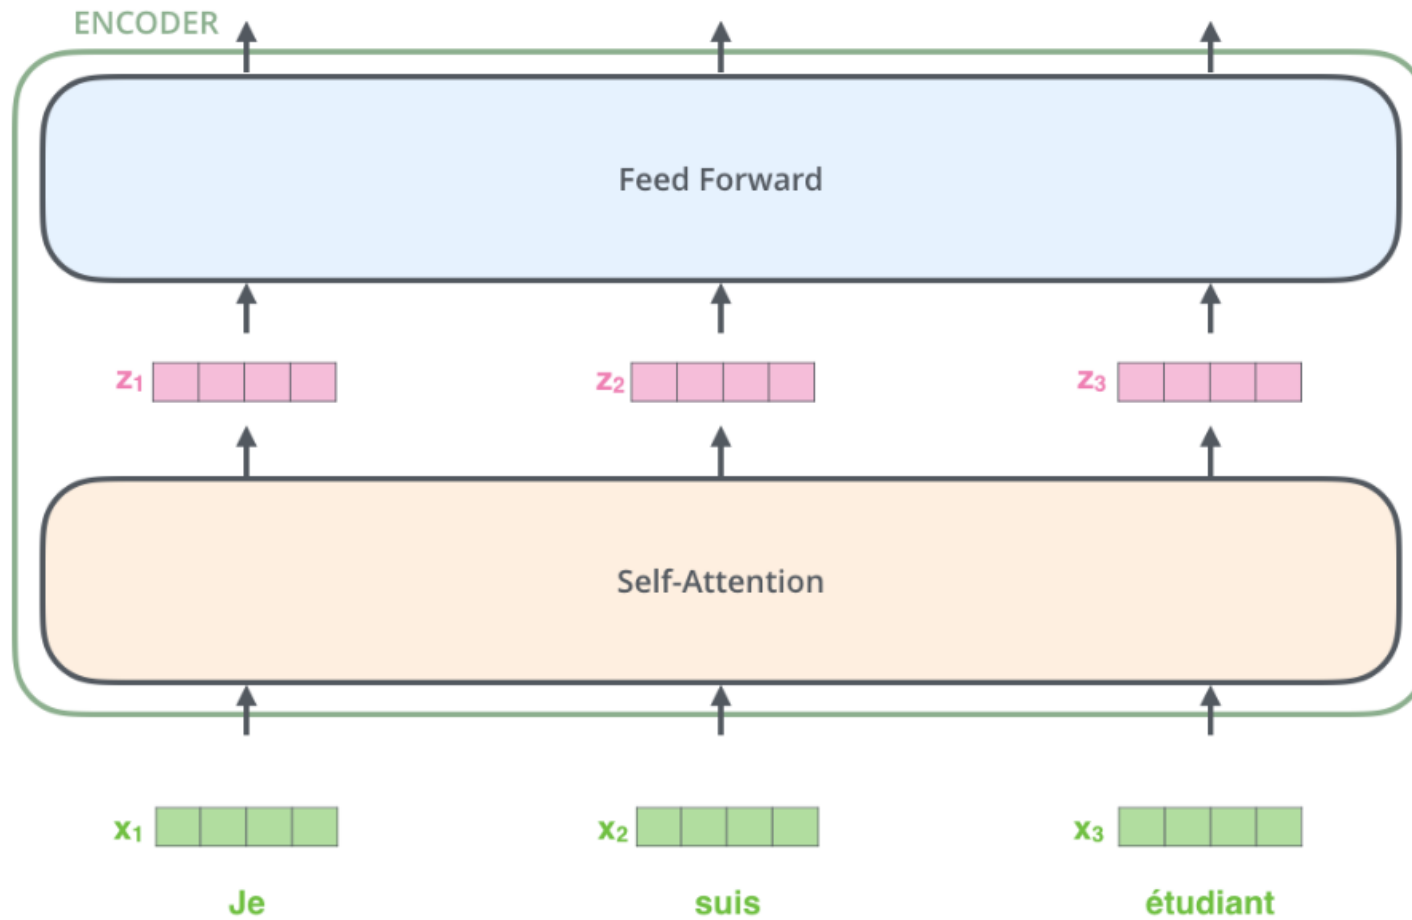 ENCODER
Feed Forward
z₁ z₂ z₃
Self-Attention
x₁ x₂ x₃
Je suis étudiant